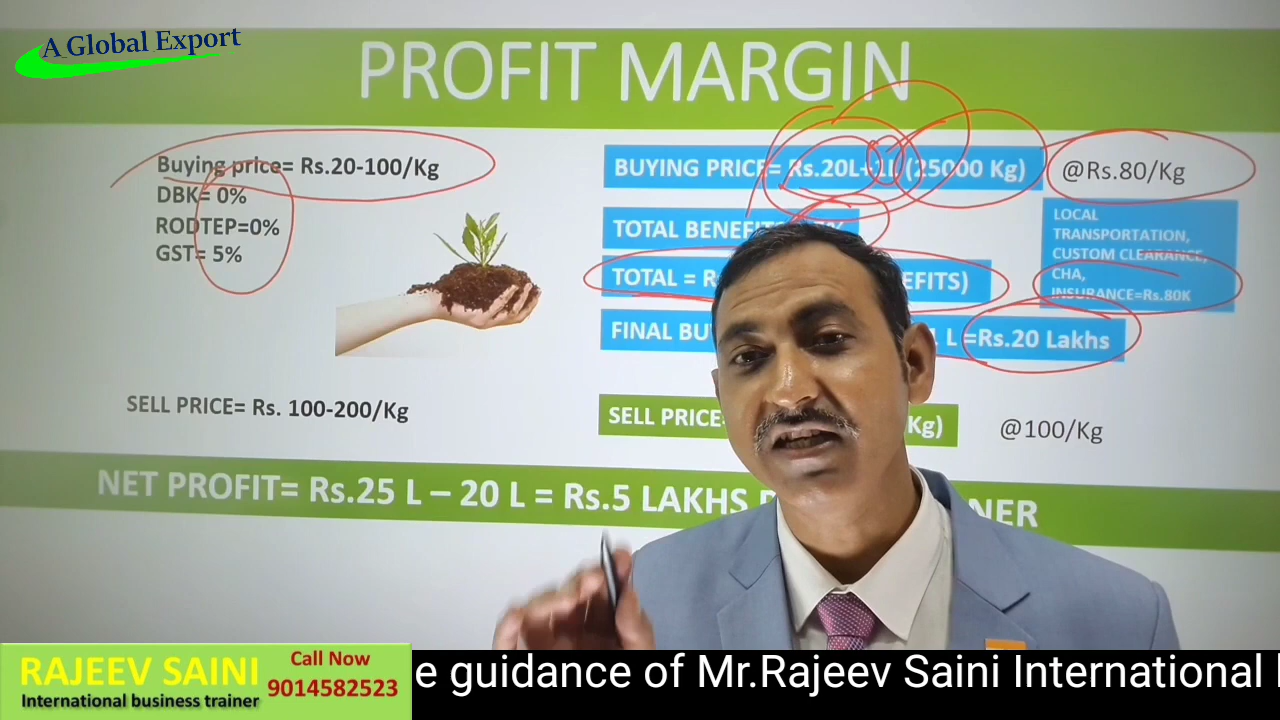 A Global Export
PROFIT MARGIN
Buying price= Rs.20-100/Kg
DBK= 0%
RODTEP=0%
GST= 5%
SELL PRICE= Rs. 100-200/Kg
BUYING PRICE= Rs.20L+1L (25000 Kg)
@Rs.80/Kg
TOTAL BENEFITS
LOCAL
TRANSPORTATION,
CUSTOM CLEARANCE,
CHA,
INSURANCE=Rs.80K
TOTAL =
EFITS)
FINAL
L =Rs.20 Lakhs
SELL PRICE=
Kg)
@100/Kg
NET PROFIT= Rs.25 L – 20 L = Rs.5 LAKHS
NER
RAJEEV SAINI
International business trainer
Call Now
9014582523
e guidance of Mr.Rajeev Saini International